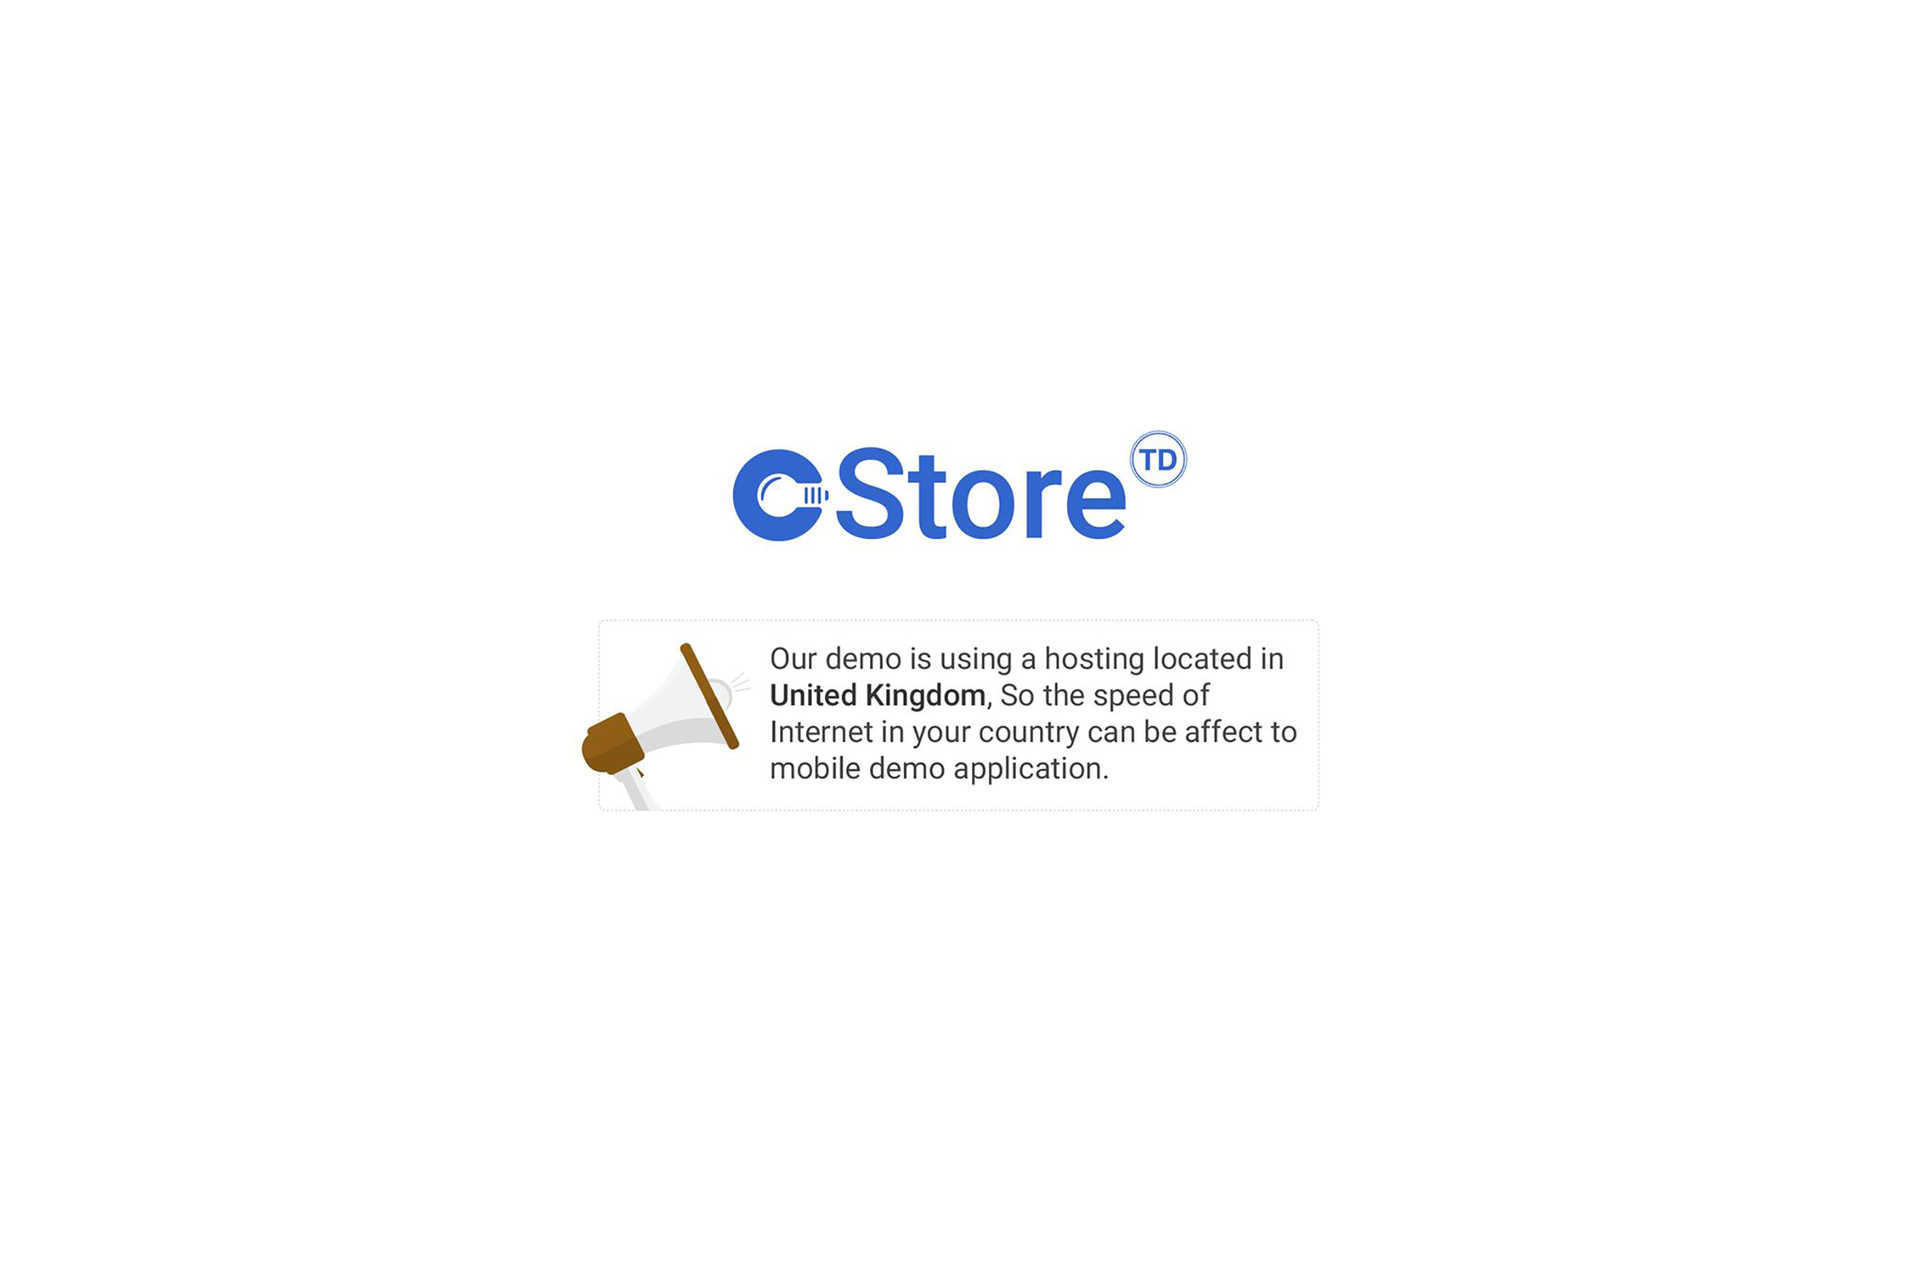 CStore TD
Our demo is using a hosting located in
United Kingdom, So the speed of
Internet in your country can be affect to
mobile demo application.